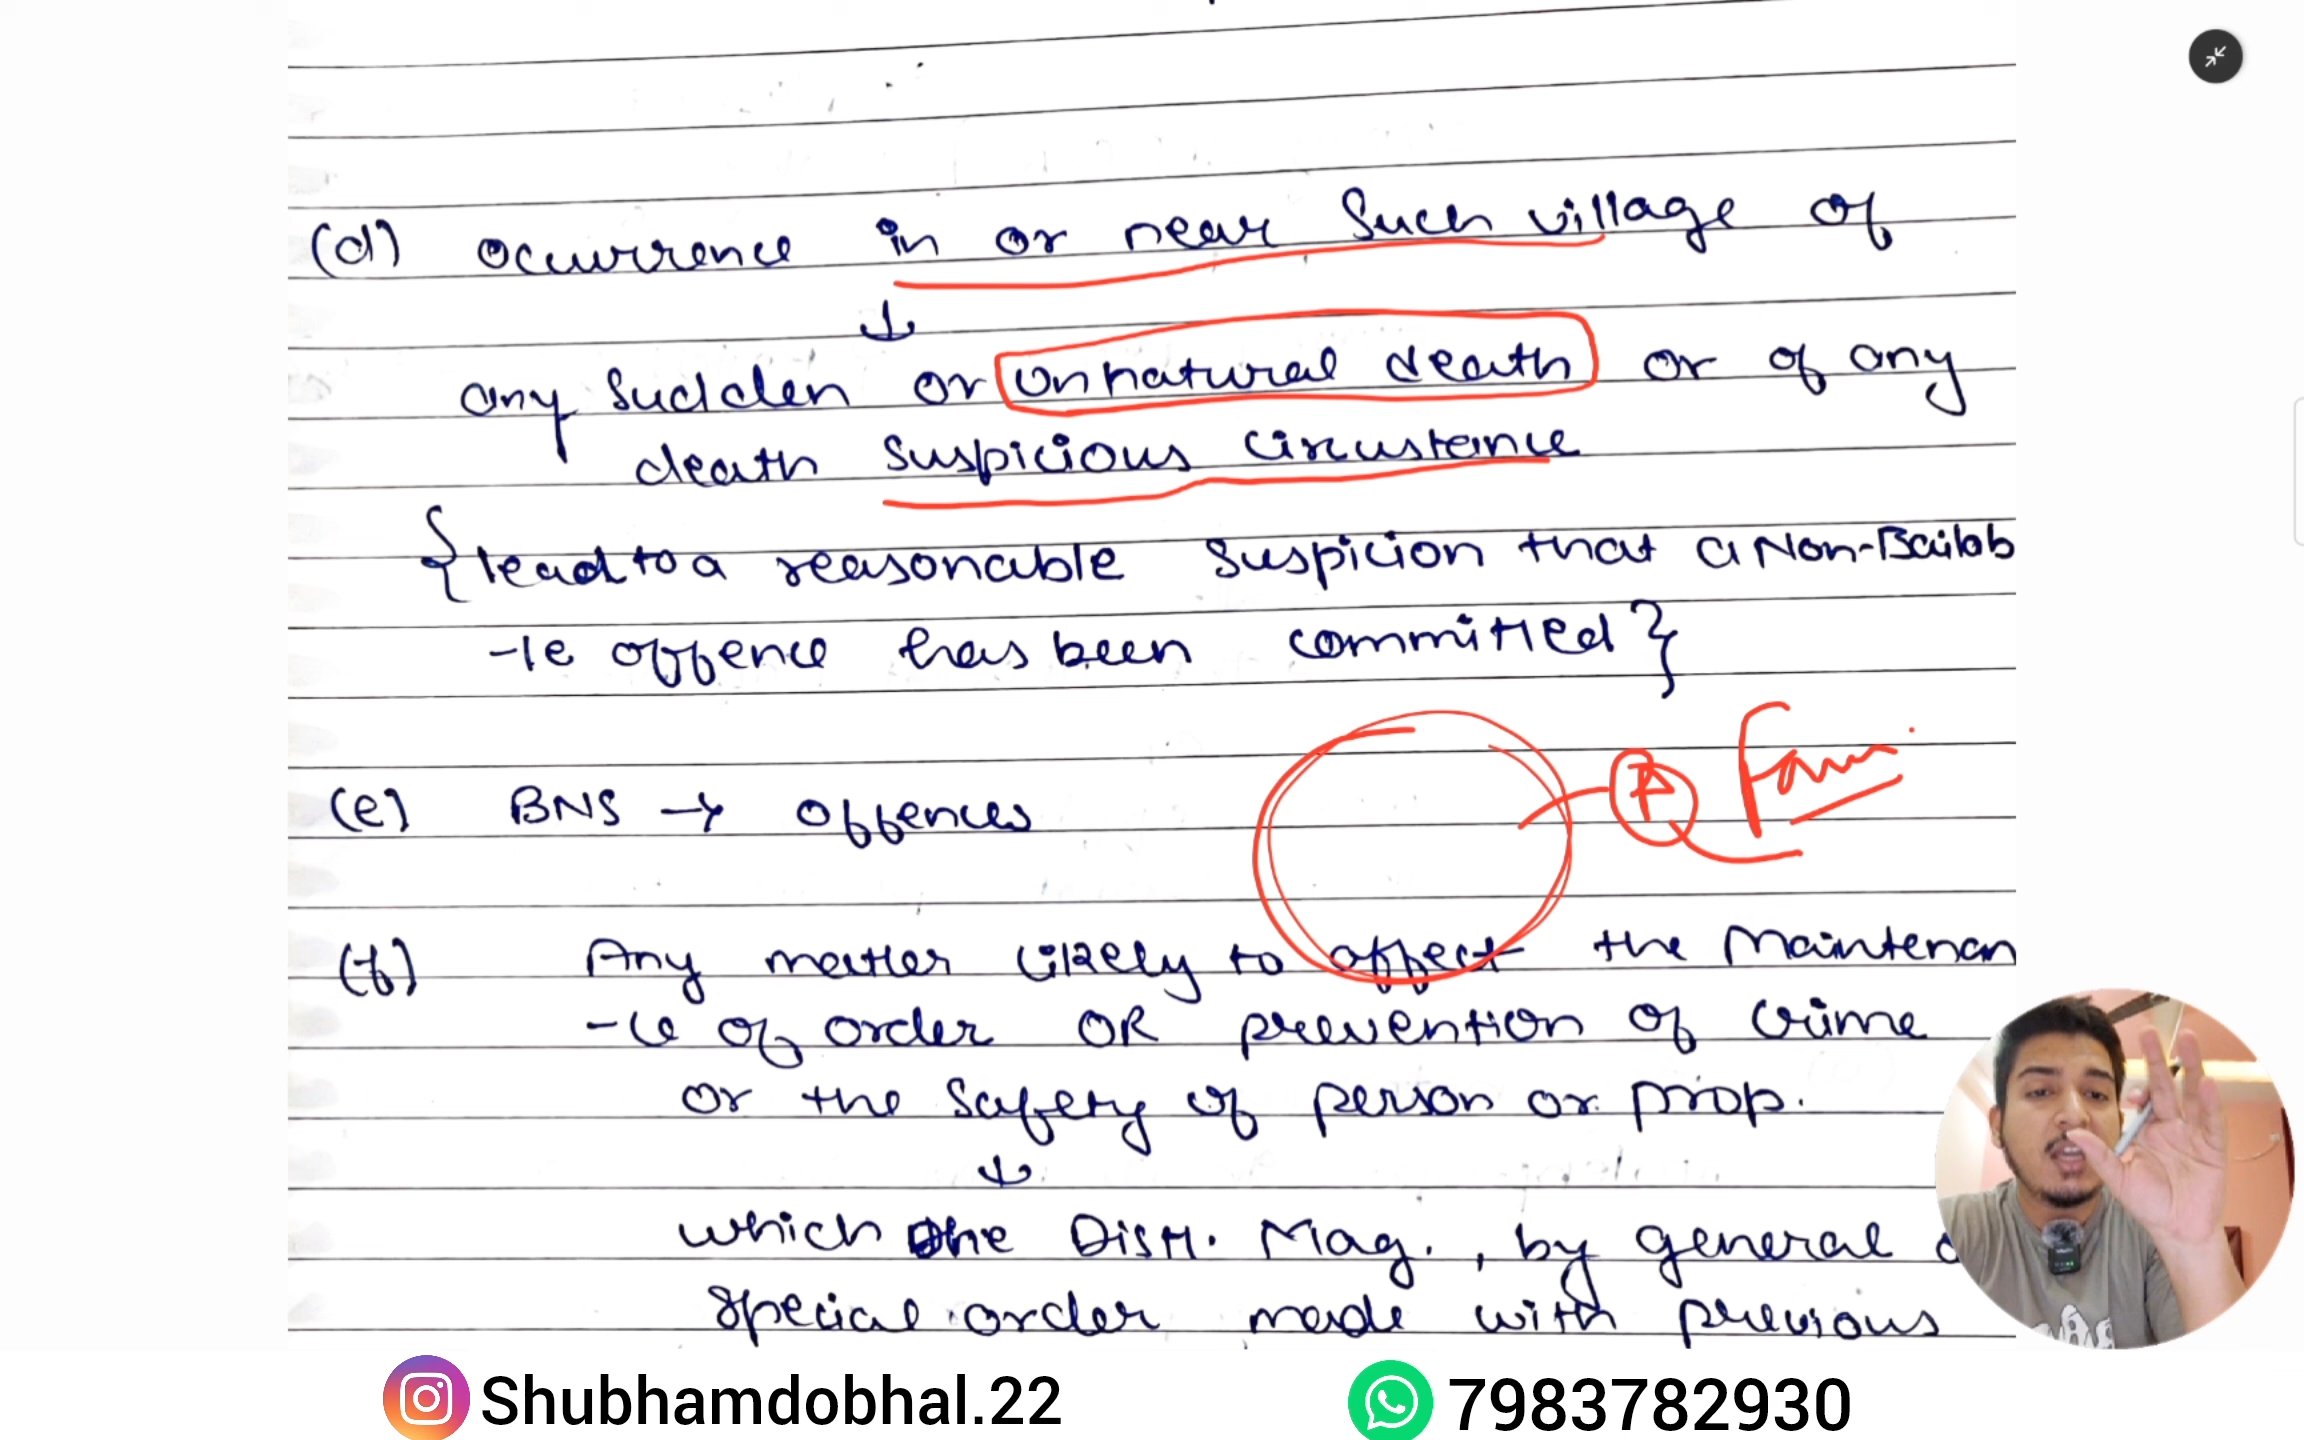 (d) ocurrence in or near such village of
any sudden or unnatural death or of any
death suspicious circustance
{lead to a reasonable suspicion that a Non-Bailab
-le offence has been committed}
(e) BNS → offences
(f) Any matter likely to affect the Maintenan
-ce of order OR prevention of crime
or the safety of person or prop.
which the Distt. Mag., by general
special order made with previous
Shubhamdobhal.22
7983782930